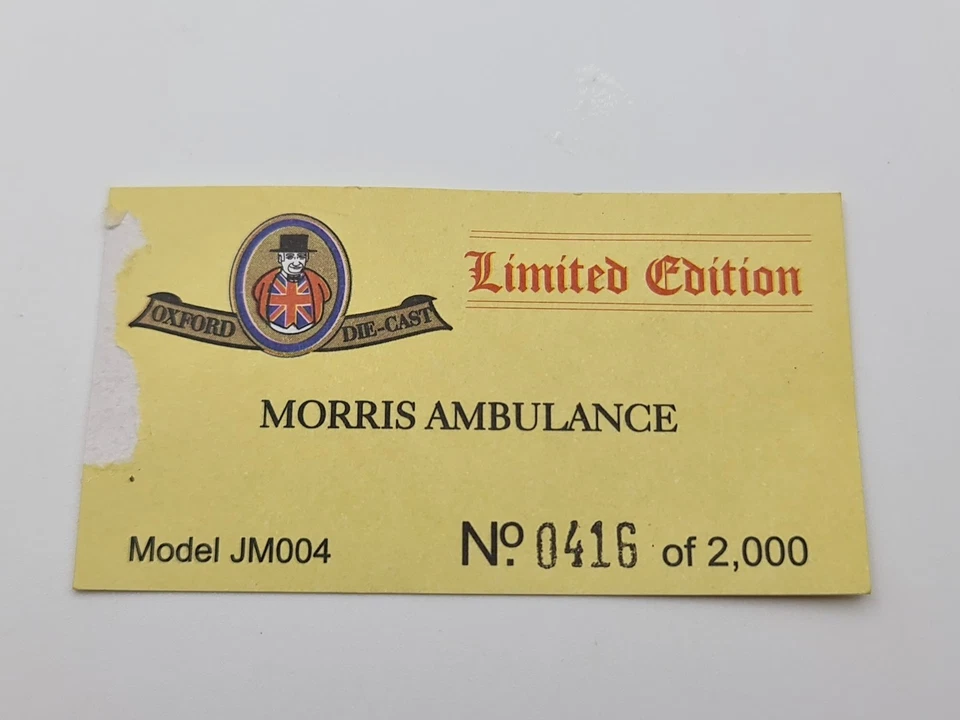 OXFORD DIE-CAST
Limited Edition
MORRIS AMBULANCE
Model JM004
Nº. 0416 of 2,000